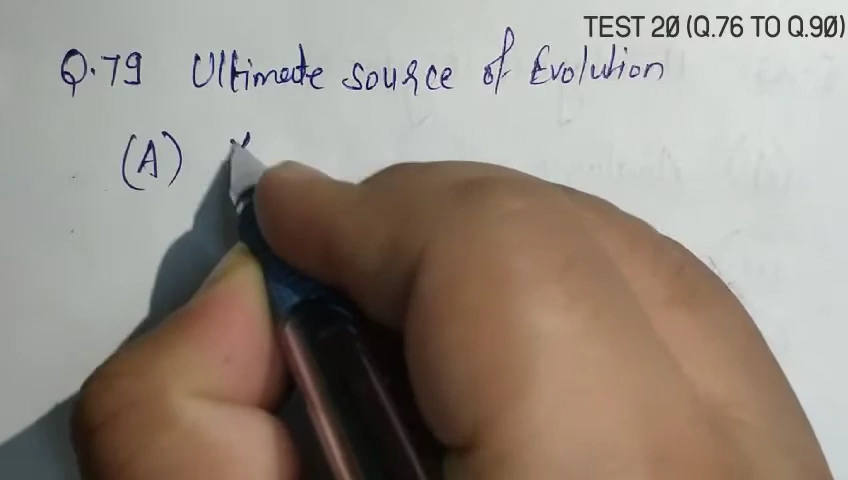 TEST 20 (Q.76 TO Q.90)
Q.79 Ultimate source of Evolution
(A)